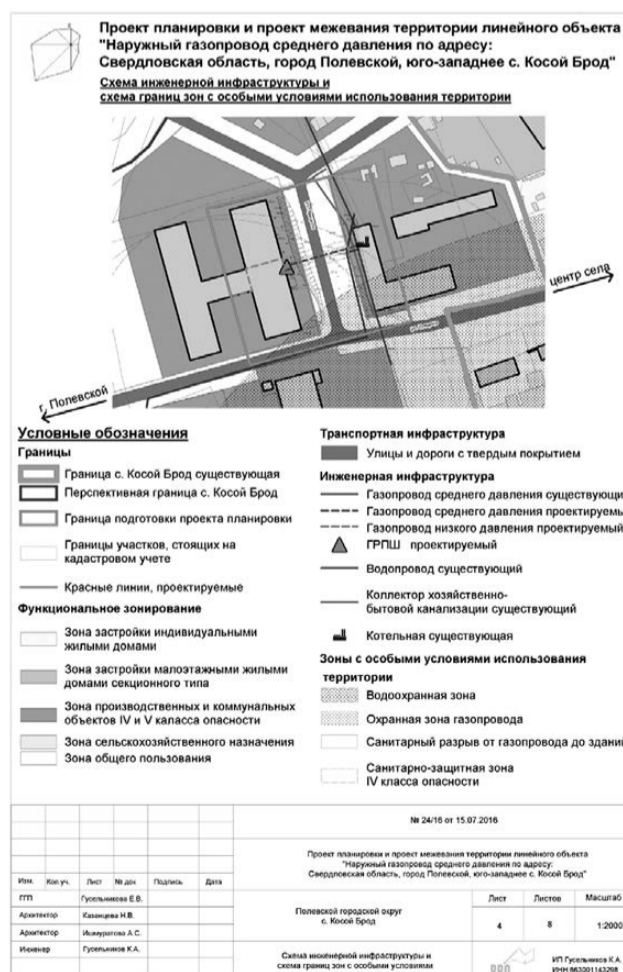 Проект планировки и проект межевания территории линейного объекта
"Наружный газопровод среднего давления по адресу:
Свердловская область, город Полевской, юго-западнее с. Косой Брод"
Схема инженерной инфраструктуры и
схема границ зон с особыми условиями использования территории
центр села
г. Полевской
Условные обозначения
Границы
Граница с. Косой Брод существующая
Перспективная граница с. Косой Брод
Граница подготовки проекта планировки
Границы участков, стоящих на
кадастровом учете
Красные линии, проектируемые
Функциональное зонирование
Зона застройки индивидуальными
жилыми домами
Зона застройки малоэтажными жилыми
домами секционного типа
Зона производственных и коммунальных
объектов IV и V каласса опасности
Зона сельскохозяйственного назначения
Зона общего пользования
Транспортная инфраструктура
Улицы и дороги с твердым покрытием
Инженерная инфраструктура
Газопровод среднего давления существующи
Газопровод среднего давления проектируемы
Газопровод низкого давления проектируемый
ГРПШ проектируемый
Водопровод существующий
Коллектор хозяйственно-
бытовой канализации существующий
Котельная существующая
Зоны с особыми условиями использования
территории
Водоохранная зона
Охранная зона газопровода
Санитарный разрыв от газопровода до здани
Санитарно-защитная зона
IV класса опасности
№ 24/16 от 15.07.2016
Проект планировки и проект межевания территории линейного объекта
"Наружный газопровод среднего давления по адресу:
Свердловская область, город Полевской, юго-западнее с. Косой Брод"
Изм. Кол.уч. Лист № док Подпись Дата
ГТП Гусельникова Е.В.
Архитектор Казанцева Н.В.
Архитектор Ишмуратова А.С.
Инженер Гусельников К.А.
Полевской городской округ
с. Косой Брод
Лист Листов Масштаб
4 8 1:2000
Схема инженерной инфраструктуры и
схема границ зон с особыми условиями
ИП Гусельников К.А.
ИНН 663001143298